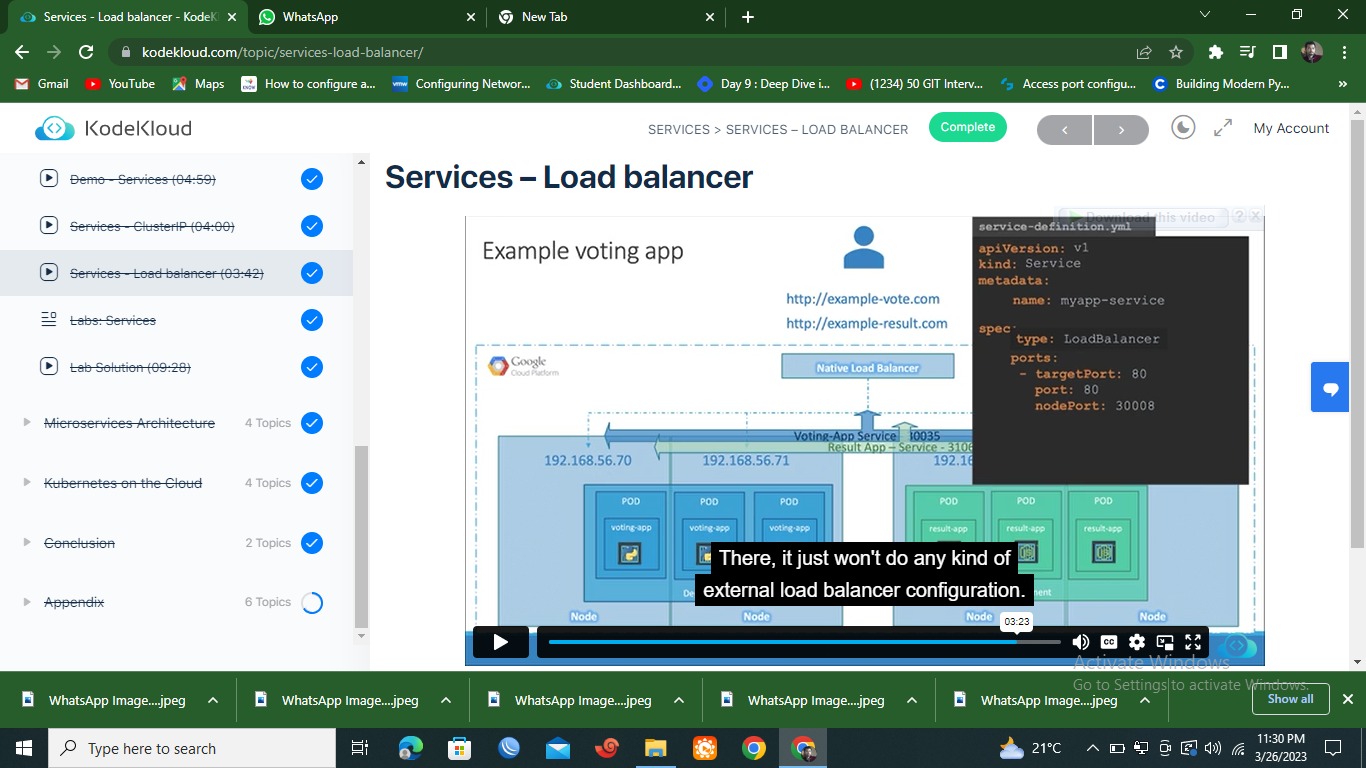 Services - Load balancer - KodeK
WhatsApp
New Tab
kodekloud.com/topic/services-load-balancer/
Gmail
YouTube
Maps
How to configure a...
Configuring Networ...
Student Dashboard...
Day 9 : Deep Dive i...
(1234) 50 GIT Interv...
Access port configu...
Building Modern Py...
»
KodeKloud
SERVICES > SERVICES – LOAD BALANCER
Complete
<
>
My Account
Demo - Services (04:59)
Services - ClusterIP (04:00)
Services - Load balancer (03:42)
Labs: Services
Lab Solution (09:28)
Microservices Architecture
4 Topics
Kubernetes on the Cloud
4 Topics
Conclusion
2 Topics
Appendix
6 Topics
Services – Load balancer
Download this video
?
Example voting app
http://example-vote.com
http://example-result.com
service-definition.yml
apiVersion: v1
kind: Service
metadata:
name: myapp-service
spec:
type: LoadBalancer
ports:
- targetPort: 80
port: 80
nodePort: 30008
Google
Cloud Platform
Native Load Balancer
Voting-App Service
30035
Result App – Service - 3106
192.168.56.70
192.168.56.71
192.16
POD
POD
POD
POD
POD
POD
voting-app
voting-app
voting-app
result-app
result-app
result-app
There, it just won't do any kind of
external load balancer configuration.
De
ment
Node
Node
Node
Node
03:23
CC
Activate Windows
Go to Settings to activate Windows.
WhatsApp Image....jpeg
WhatsApp Image....jpeg
WhatsApp Image....jpeg
WhatsApp Image....jpeg
WhatsApp Image....jpeg
Show all
Type here to search
21°C
11:30 PM
3/26/2023